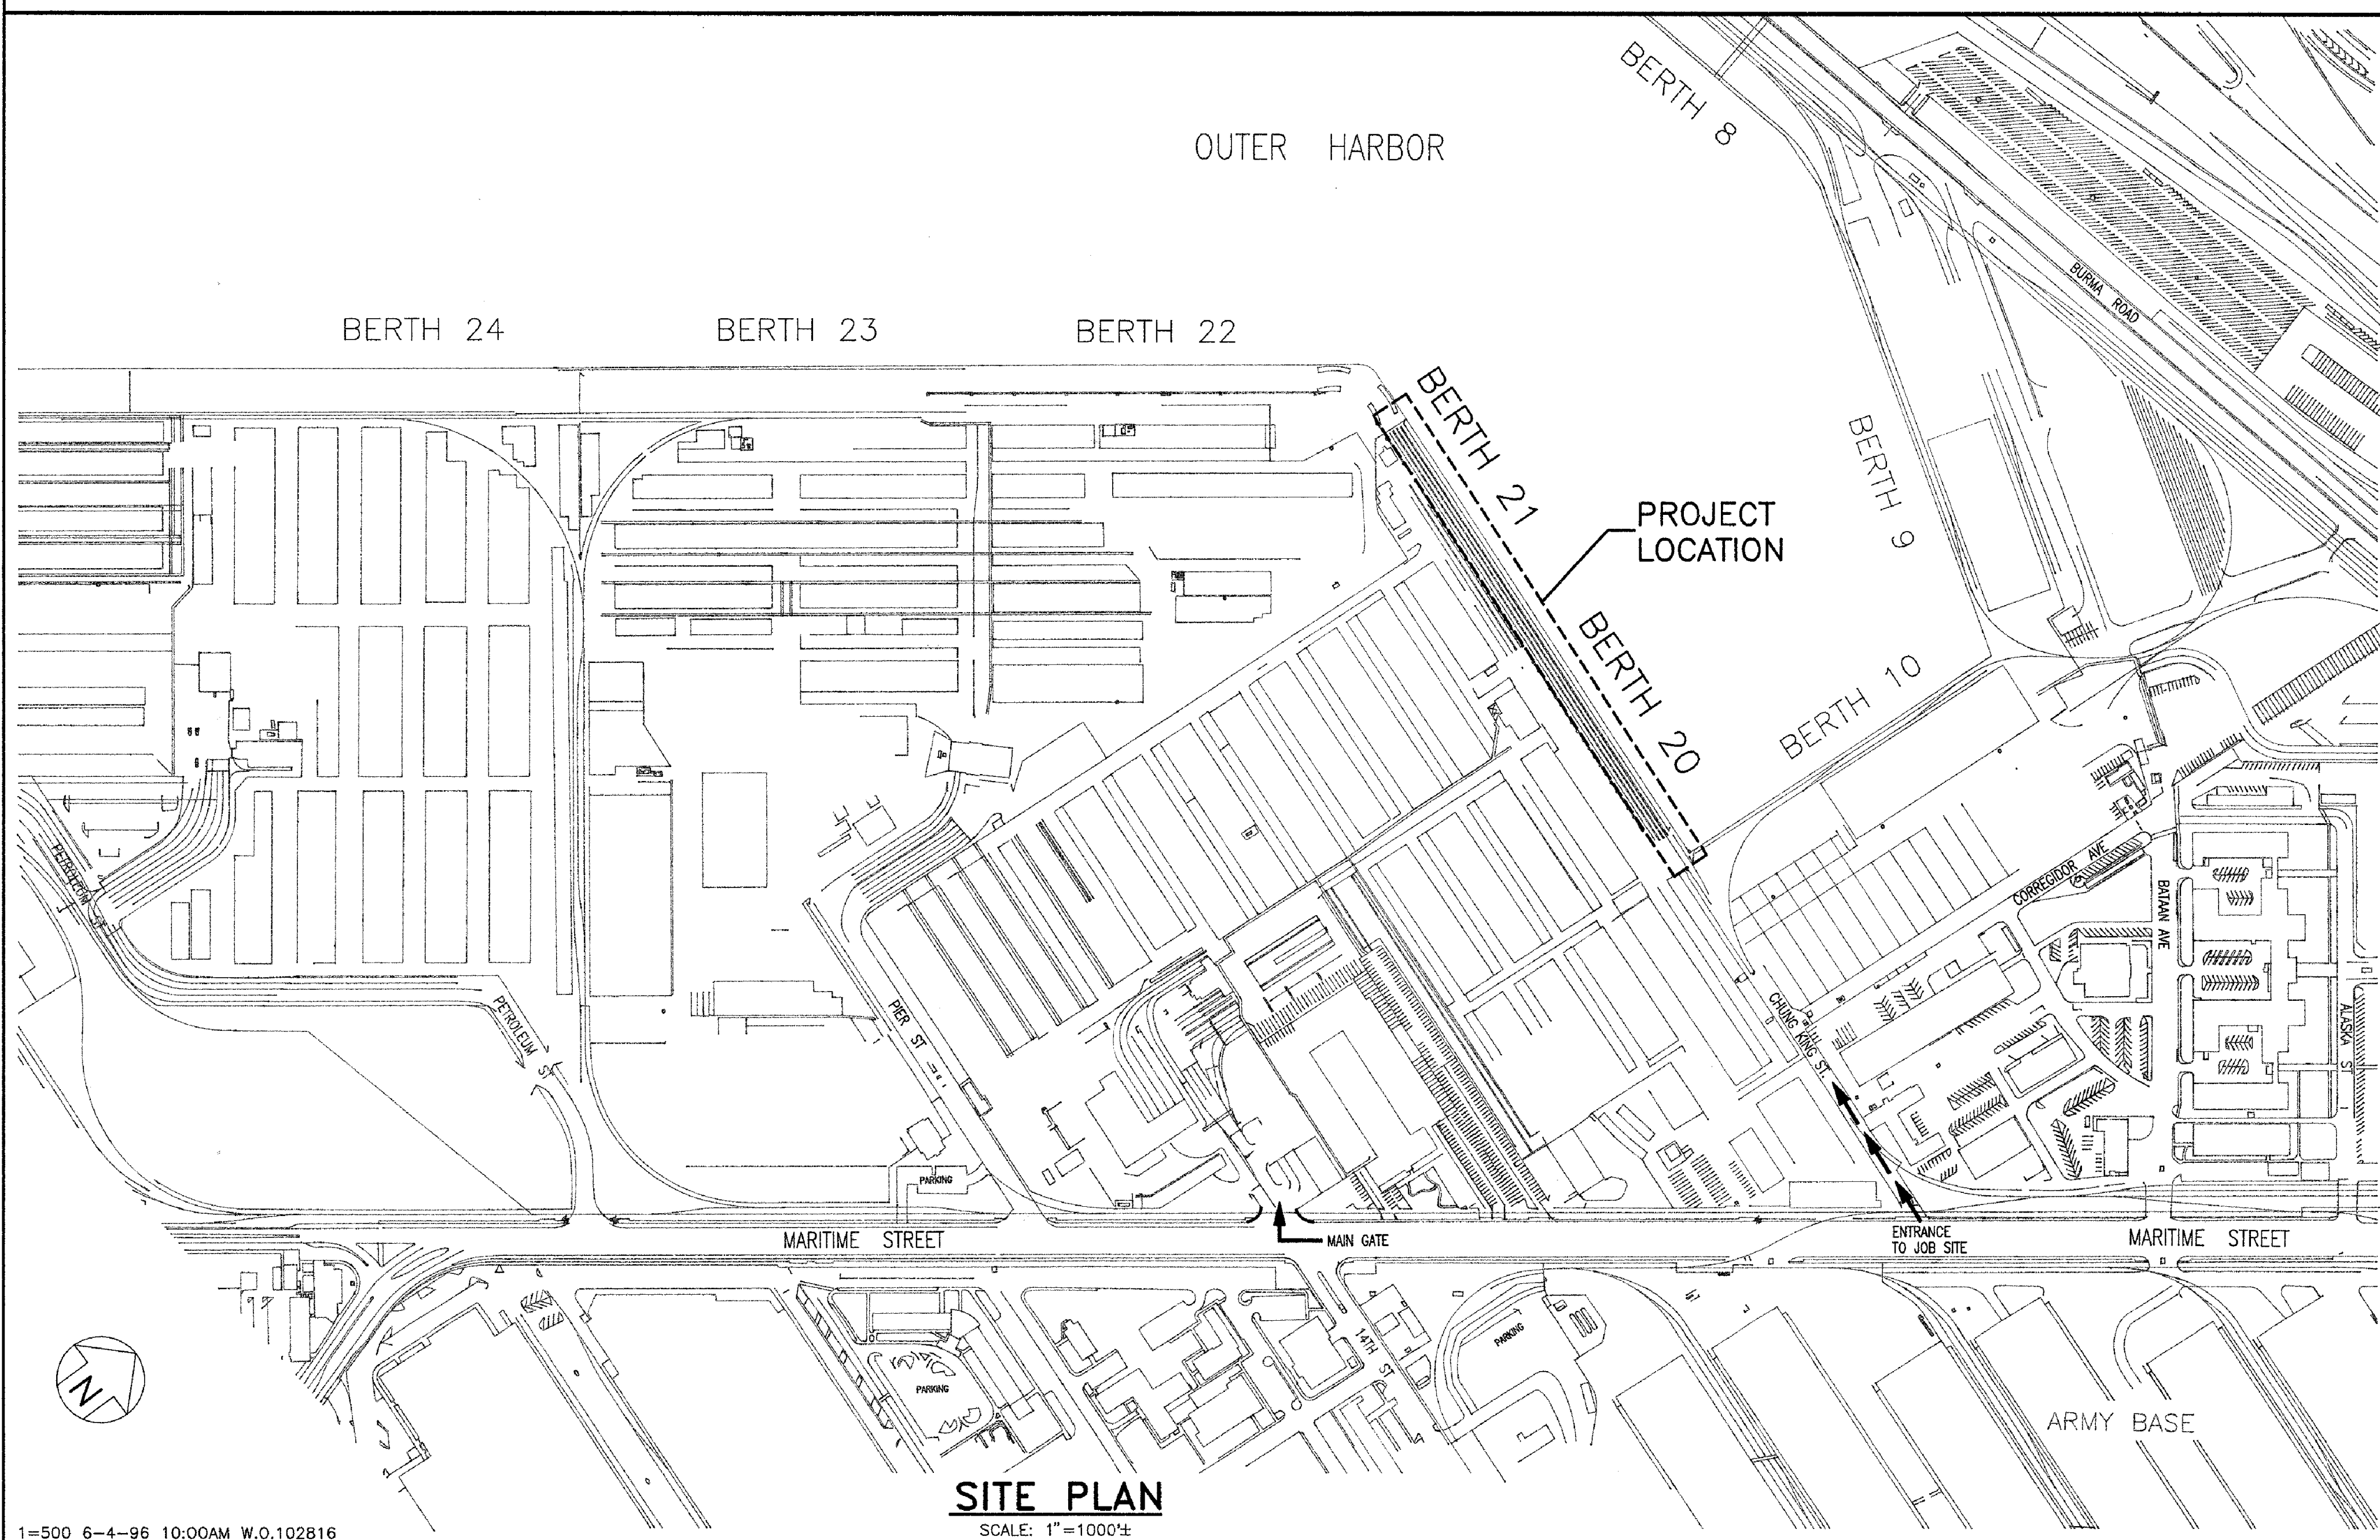 BERTH 8
OUTER HARBOR
BURMA ROAD
BERTH 24
BERTH 23
BERTH 22
BERTH 21
BERTH 9
PROJECT
LOCATION
BERTH 20
BERTH 10
PETROLEUM ST
CORREGIDOR AVE
BATAAN AVE
PETROLEUM ST
PIER ST
CHUNG KING ST.
ALASKA ST
PARKING
MARITIME STREET
MAIN GATE
ENTRANCE
TO JOB SITE
MARITIME STREET
14TH ST
PARKING
PARKING
N
ARMY BASE
SITE PLAN
SCALE: 1"=1000'±
1=500 6-4-96 10:00AM W.O.102816